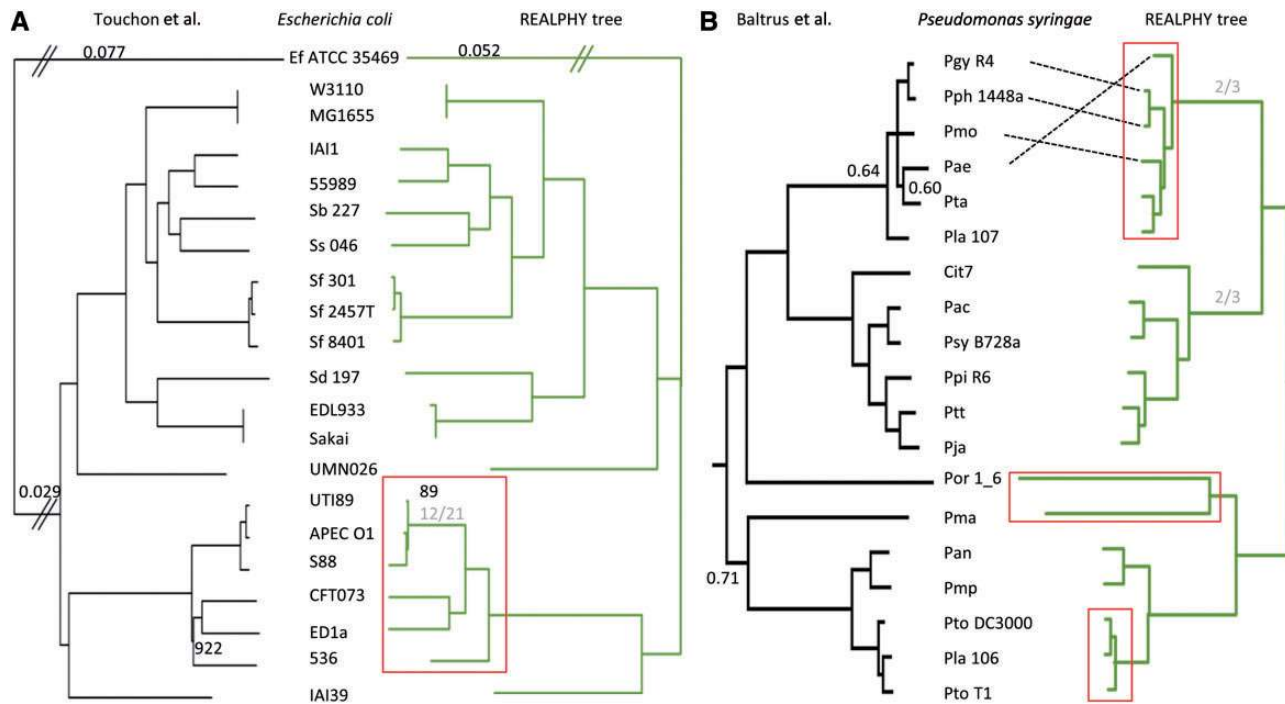 A Touchon et al. Escherichia coli REALPHY tree
0.077 Ef ATCC 35469 0.052
W3110
MG1655
IAI1
55989
Sb 227
Ss 046
Sf 301
Sf 2457T
Sf 8401
Sd 197
EDL933
Sakai
UMN026
0.029
UTI89 89
12/21
APEC O1
S88
CFT073
ED1a
922
536
IAI39
B Baltrus et al. Pseudomonas syringae REALPHY tree
Pgy R4
2/3
Pph 1448a
Pmo
0.64 Pae
0.60
Pta
Pla 107
Cit7
2/3
Pac
Psy B728a
Ppi R6
Ptt
Pja
Por 1_6
Pma
Pan
0.71
Pmp
Pto DC3000
Pla 106
Pto T1